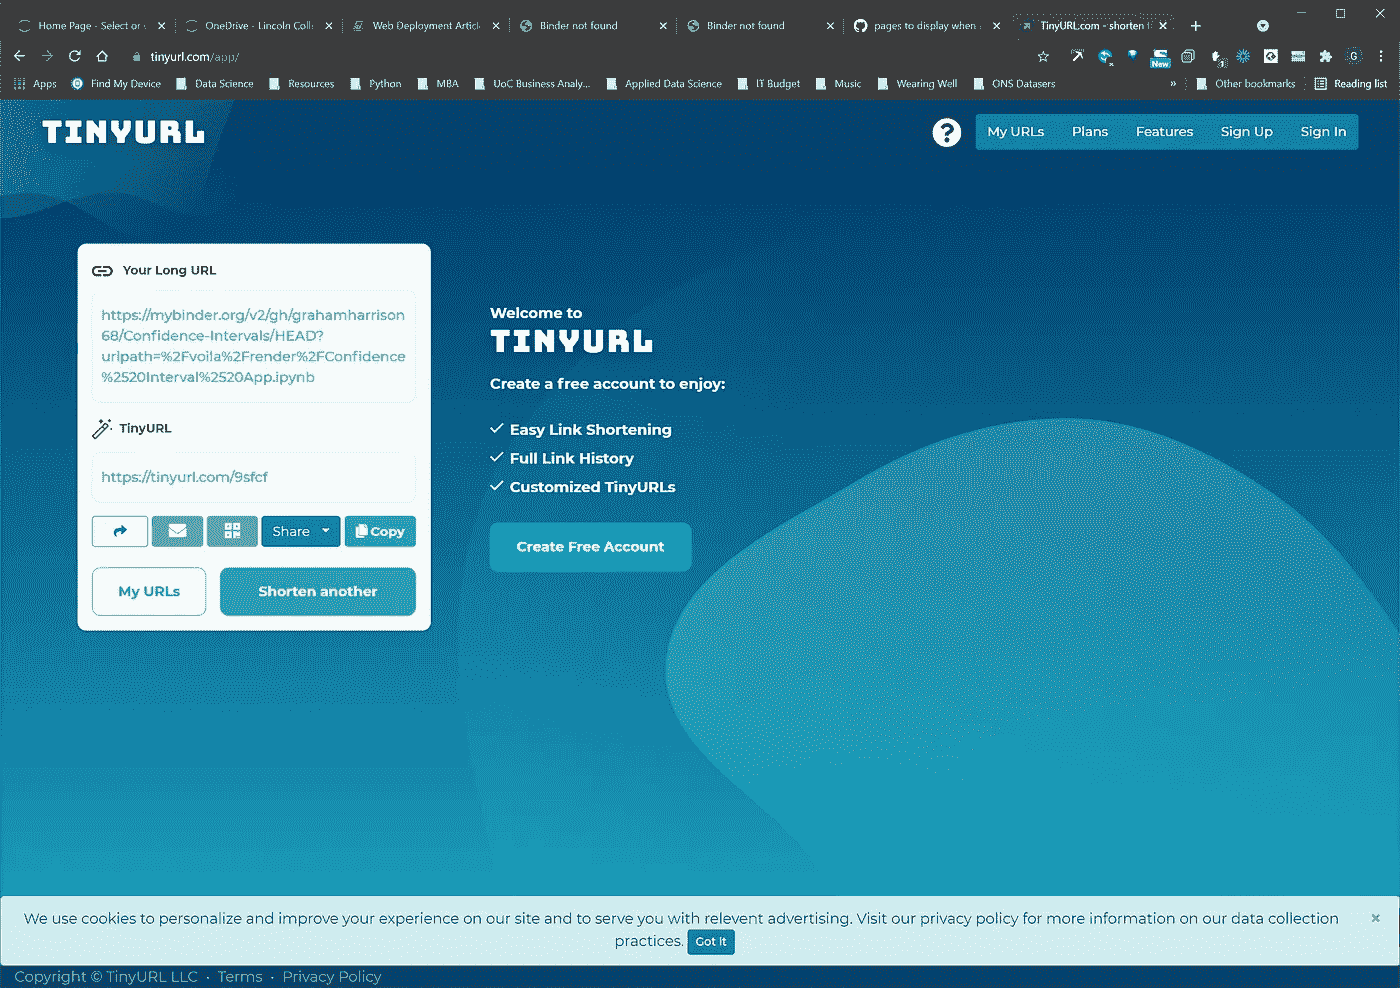 Home Page - Select or
OneDrive - Lincoln Coll
Web Deployment Articl
Binder not found
Binder not found
pages to display when
TinyURL.com - shorten
tinyurl.com/app/
New
G
Apps
Find My Device
Data Science
Resources
Python
MBA
UoC Business Analy...
Applied Data Science
IT Budget
Music
Wearing Well
ONS Datasers
»
Other bookmarks
Reading list
TINYURL
?
My URLs
Plans
Features
Sign Up
Sign In
Your Long URL
https://mybinder.org/v2/gh/grahamharrison
68/Confidence-Intervals/HEAD?
urlpath=%2Fvoila%2Frender%2FConfidence
%2520Interval%2520App.ipynb
TinyURL
https://tinyurl.com/9sfcf
Share
Copy
My URLs
Shorten another
Welcome to
TINYURL
Create a free account to enjoy:
Easy Link Shortening
Full Link History
Customized TinyURLs
Create Free Account
We use cookies to personalize and improve your experience on our site and to serve you with relevent advertising. Visit our privacy policy for more information on our data collection
practices. Got It
×
Copyright © TinyURL LLC · Terms · Privacy Policy